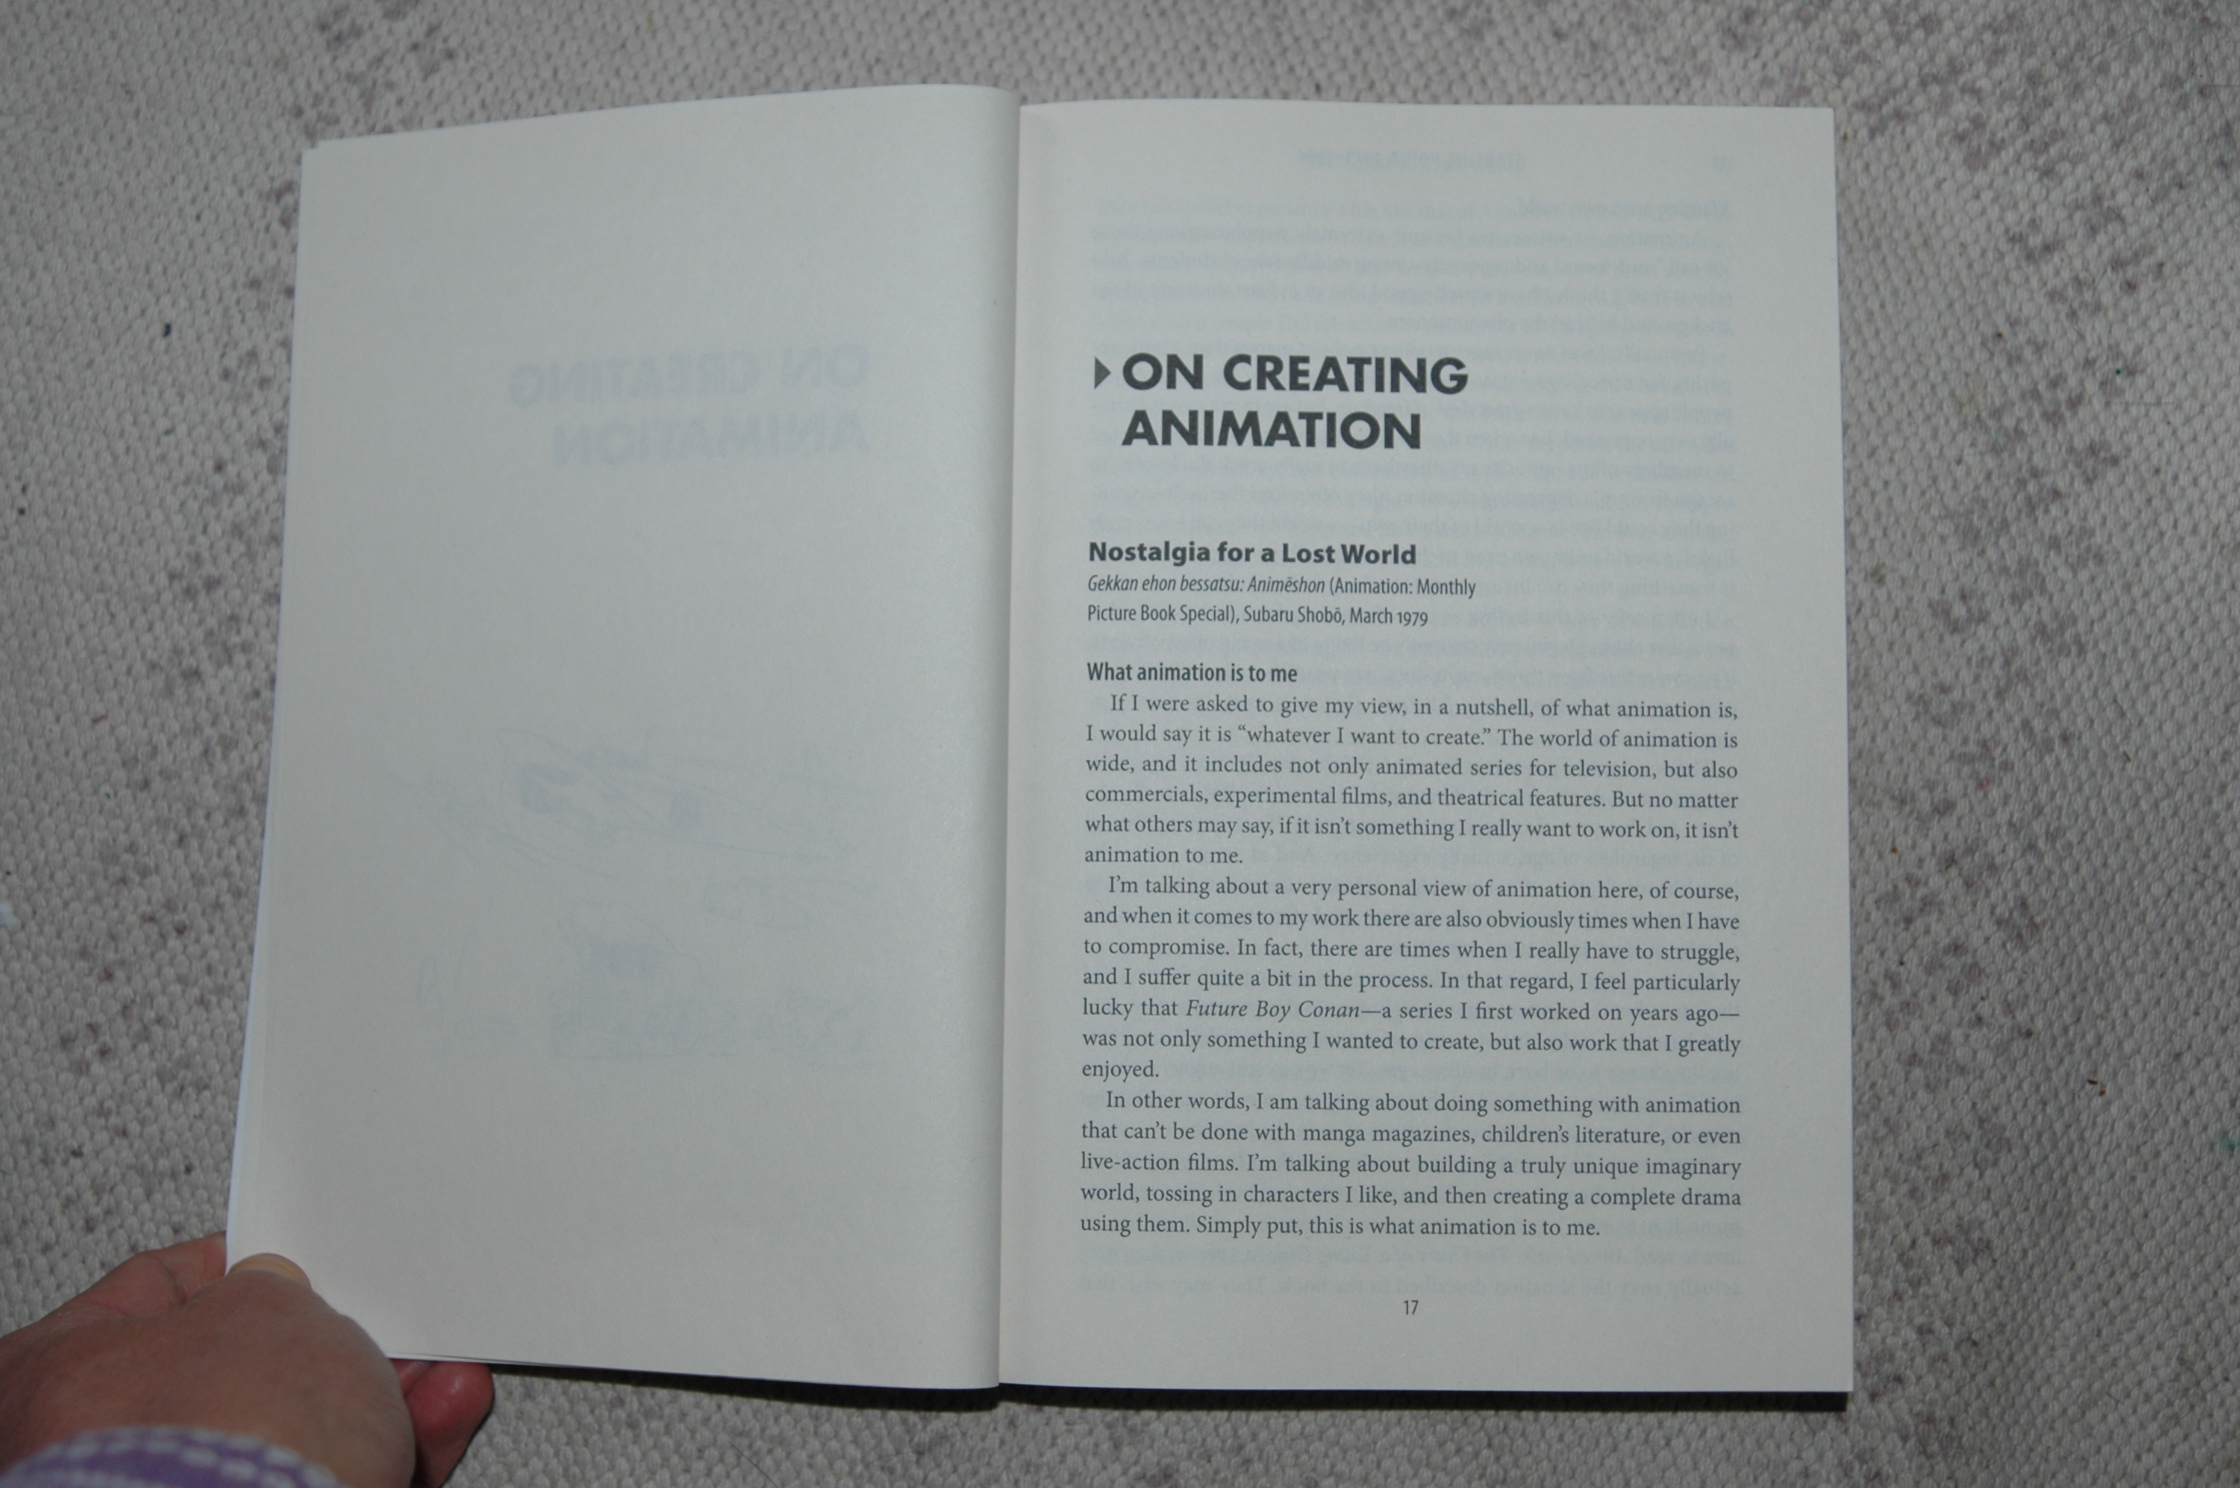 ON CREATING
ANIMATION
Nostalgia for a Lost World
Gekkan ehon bessatsu: Animēshon (Animation: Monthly
Picture Book Special), Subaru Shobō, March 1979
What animation is to me
If I were asked to give my view, in a nutshell, of what animation is,
I would say it is “whatever I want to create.” The world of animation is
wide, and it includes not only animated series for television, but also
commercials, experimental films, and theatrical features. But no matter
what others may say, if it isn’t something I really want to work on, it isn’t
animation to me.
I’m talking about a very personal view of animation here, of course,
and when it comes to my work there are also obviously times when I have
to compromise. In fact, there are times when I really have to struggle,
and I suffer quite a bit in the process. In that regard, I feel particularly
lucky that Future Boy Conan—a series I first worked on years ago—
was not only something I wanted to create, but also work that I greatly
enjoyed.
In other words, I am talking about doing something with animation
that can’t be done with manga magazines, children’s literature, or even
live-action films. I’m talking about building a truly unique imaginary
world, tossing in characters I like, and then creating a complete drama
using them. Simply put, this is what animation is to me.
17